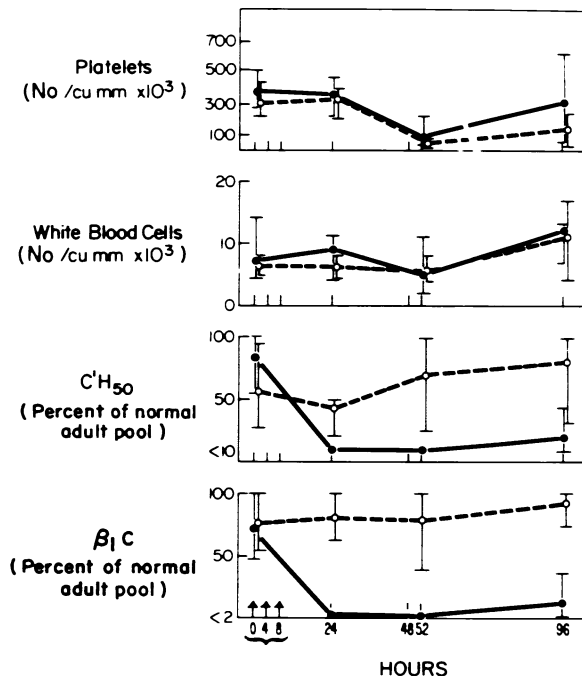 700
Platelets
500
(No /cu mm x10³)
300
100
20
White Blood Cells
(No /cu mm x10³)
10
0
100
C'H₅₀
50
(Percent of normal
adult pool)
<10
100
β₁ C
50
(Percent of normal
adult pool)
<2
0 4 8 24 48 52 96
HOURS